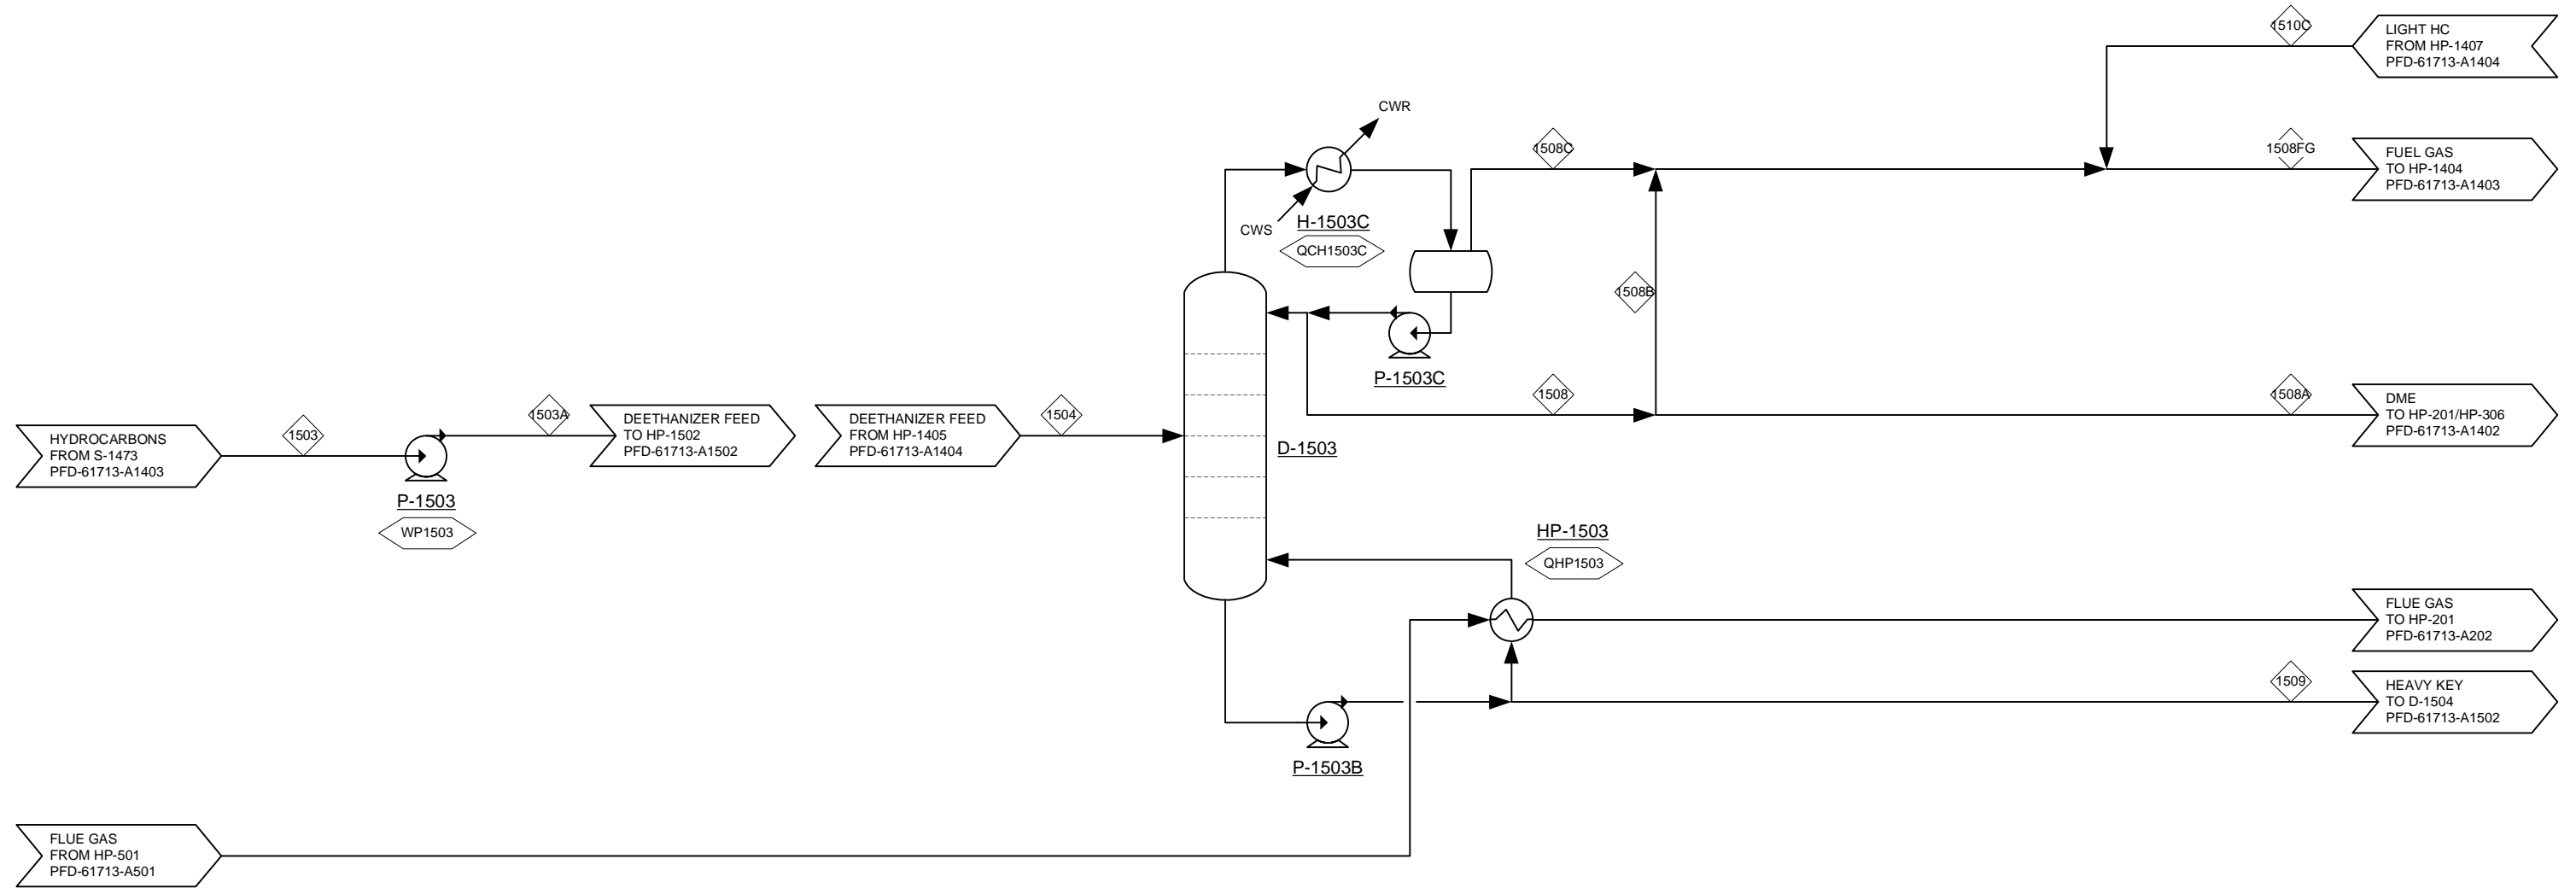 1510C
LIGHT HC
FROM HP-1407
PFD-61713-A1404
CWR
1508C
1508FG
FUEL GAS
TO HP-1404
PFD-61713-A1403
CWS
H-1503C
QCH1503C
1508B
P-1503C
1503
1503A
1504
1508
1508A
HYDROCARBONS
FROM S-1473
PFD-61713-A1403
DEETHANIZER FEED
TO HP-1502
PFD-61713-A1502
DEETHANIZER FEED
FROM HP-1405
PFD-61713-A1404
D-1503
DME
TO HP-201/HP-306
PFD-61713-A1402
P-1503
WP1503
HP-1503
QHP1503
FLUE GAS
TO HP-201
PFD-61713-A202
1509
HEAVY KEY
TO D-1504
PFD-61713-A1502
P-1503B
FLUE GAS
FROM HP-501
PFD-61713-A501